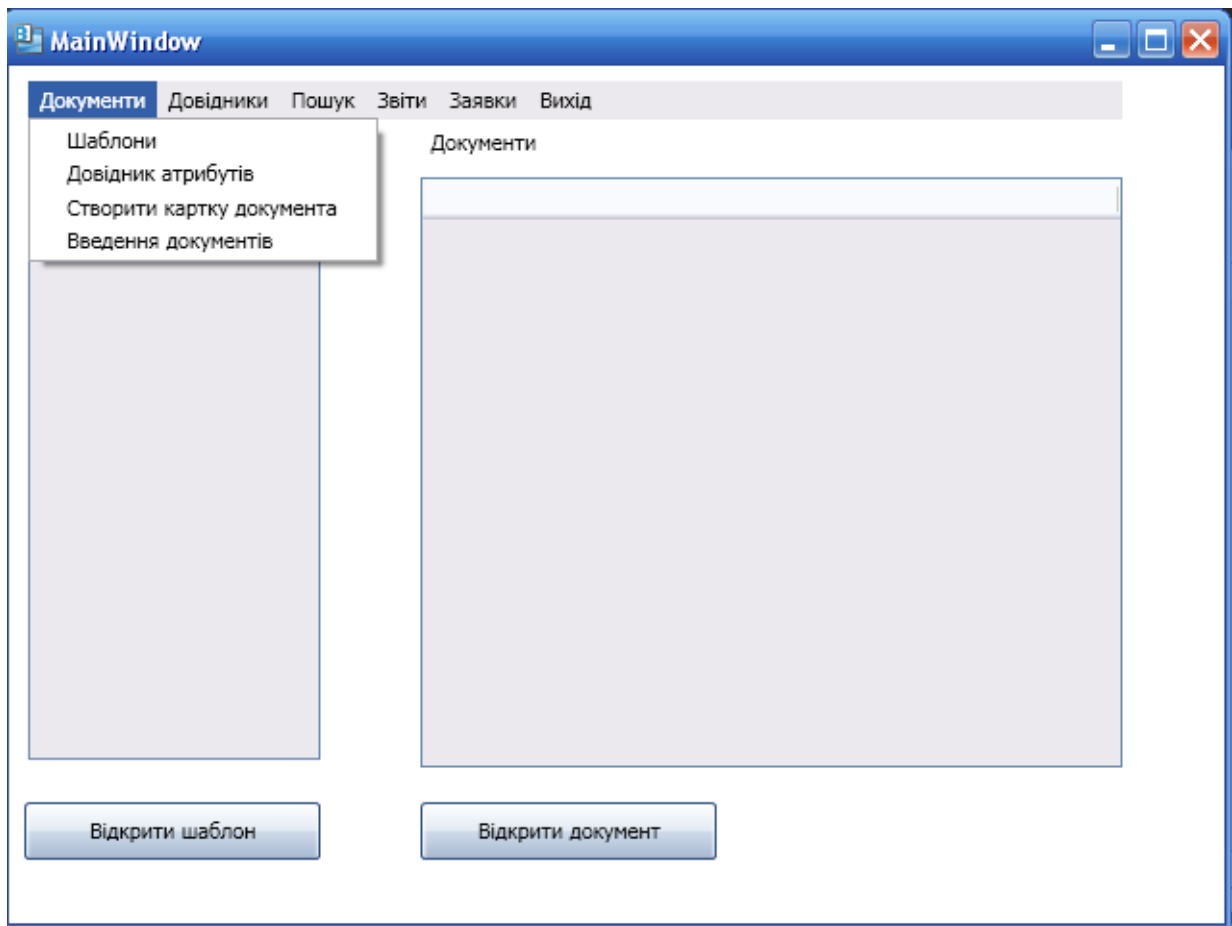 MainWindow
Документи Довідники Пошук Звіти Заявки Вихід
Шаблони
Довідник атрибутів
Створити картку документа
Введення документів
Документи
Відкрити шаблон
Відкрити документ